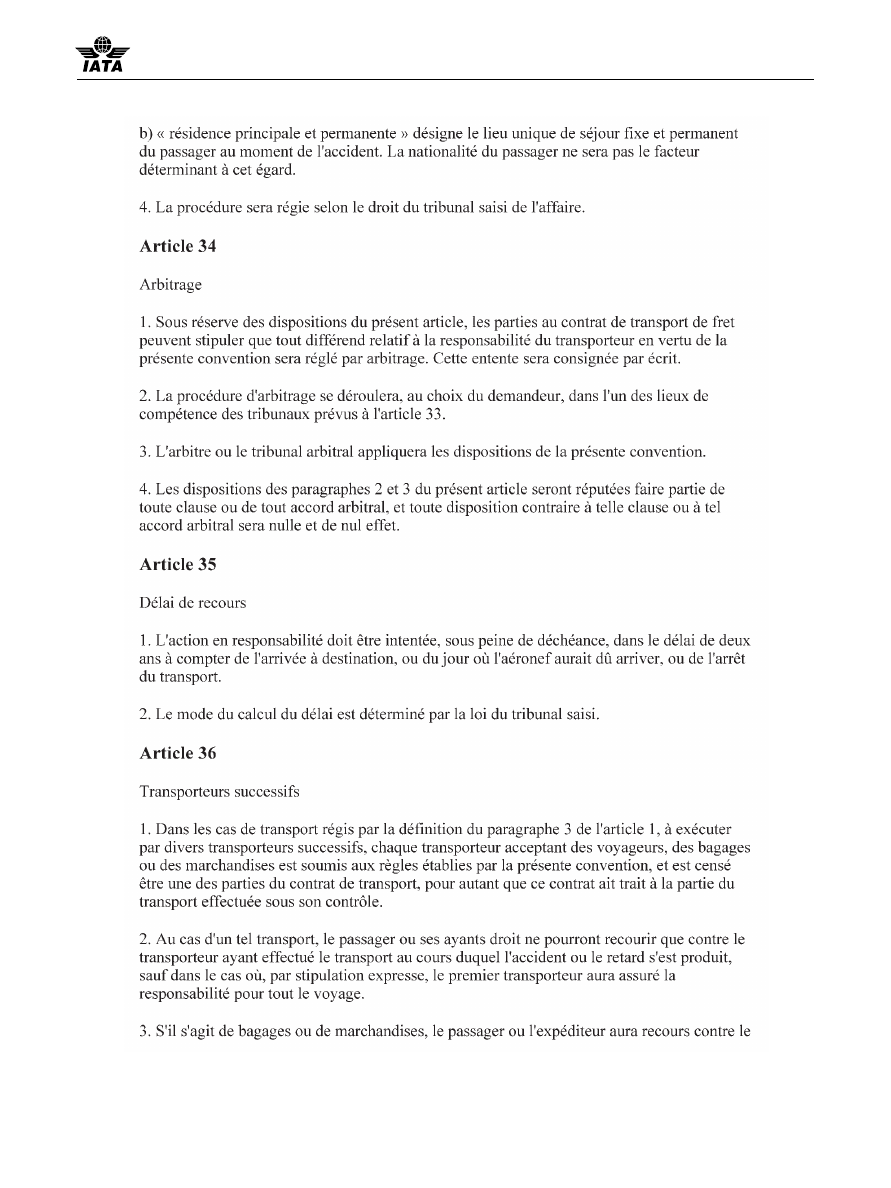 IATA
b) « résidence principale et permanente » désigne le lieu unique de séjour fixe et permanent
du passager au moment de l'accident. La nationalité du passager ne sera pas le facteur
déterminant à cet égard.
4. La procédure sera régie selon le droit du tribunal saisi de l'affaire.
Article 34
Arbitrage
1. Sous réserve des dispositions du présent article, les parties au contrat de transport de fret
peuvent stipuler que tout différend relatif à la responsabilité du transporteur en vertu de la
présente convention sera réglé par arbitrage. Cette entente sera consignée par écrit.
2. La procédure d'arbitrage se déroulera, au choix du demandeur, dans l'un des lieux de
compétence des tribunaux prévus à l'article 33.
3. L'arbitre ou le tribunal arbitral appliquera les dispositions de la présente convention.
4. Les dispositions des paragraphes 2 et 3 du présent article seront réputées faire partie de
toute clause ou de tout accord arbitral, et toute disposition contraire à telle clause ou à tel
accord arbitral sera nulle et de nul effet.
Article 35
Délai de recours
1. L'action en responsabilité doit être intentée, sous peine de déchéance, dans le délai de deux
ans à compter de l'arrivée à destination, ou du jour où l'aéronef aurait dû arriver, ou de l'arrêt
du transport.
2. Le mode du calcul du délai est déterminé par la loi du tribunal saisi.
Article 36
Transporteurs successifs
1. Dans les cas de transport régis par la définition du paragraphe 3 de l'article 1, à exécuter
par divers transporteurs successifs, chaque transporteur acceptant des voyageurs, des bagages
ou des marchandises est soumis aux règles établies par la présente convention, et est censé
être une des parties du contrat de transport, pour autant que ce contrat ait trait à la partie du
transport effectuée sous son contrôle.
2. Au cas d'un tel transport, le passager ou ses ayants droit ne pourront recourir que contre le
transporteur ayant effectué le transport au cours duquel l'accident ou le retard s'est produit,
sauf dans le cas où, par stipulation expresse, le premier transporteur aura assuré la
responsabilité pour tout le voyage.
3. S'il s'agit de bagages ou de marchandises, le passager ou l'expéditeur aura recours contre le